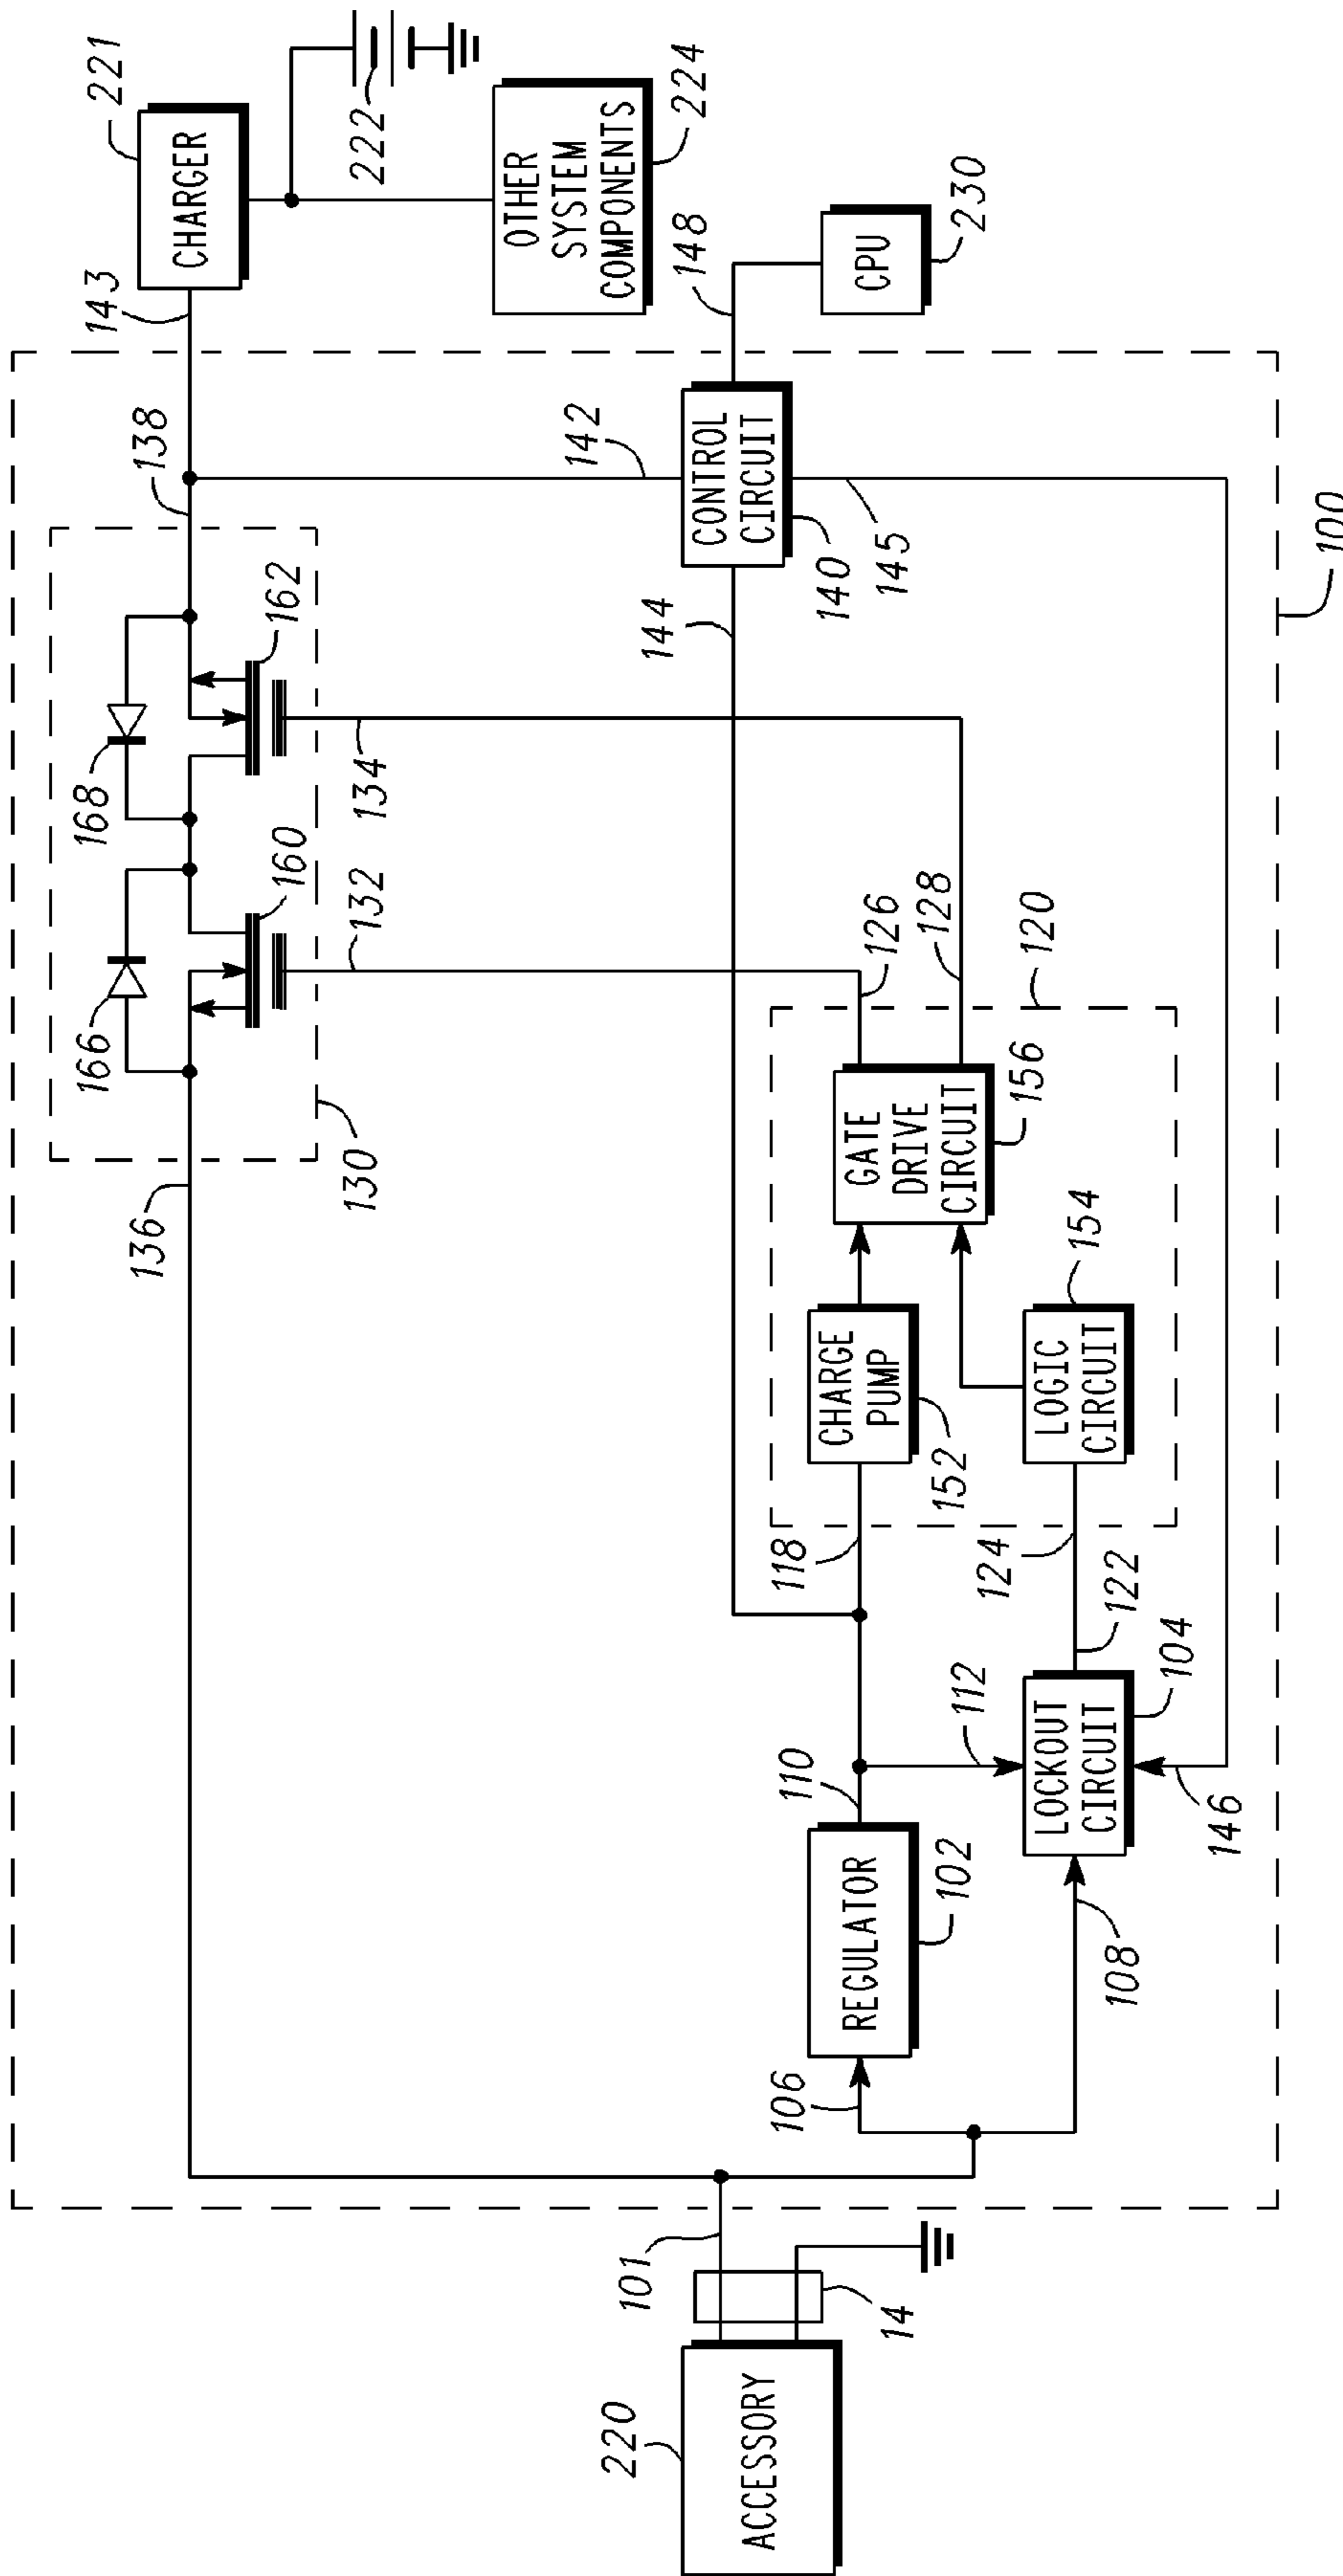 166
168
138
143
CHARGER
221
222
136
130
160
162
132
134
OTHER
SYSTEM
COMPONENTS
224
142
144
CONTROL
CIRCUIT
140
145
148
CPU
230
220
ACCESSORY
101
14
106
REGULATOR
102
110
118
CHARGE
PUMP
152
GATE
DRIVE
CIRCUIT
156
126
128
120
112
108
LOCKOUT
CIRCUIT
104
146
122
124
LOGIC
CIRCUIT
154
100